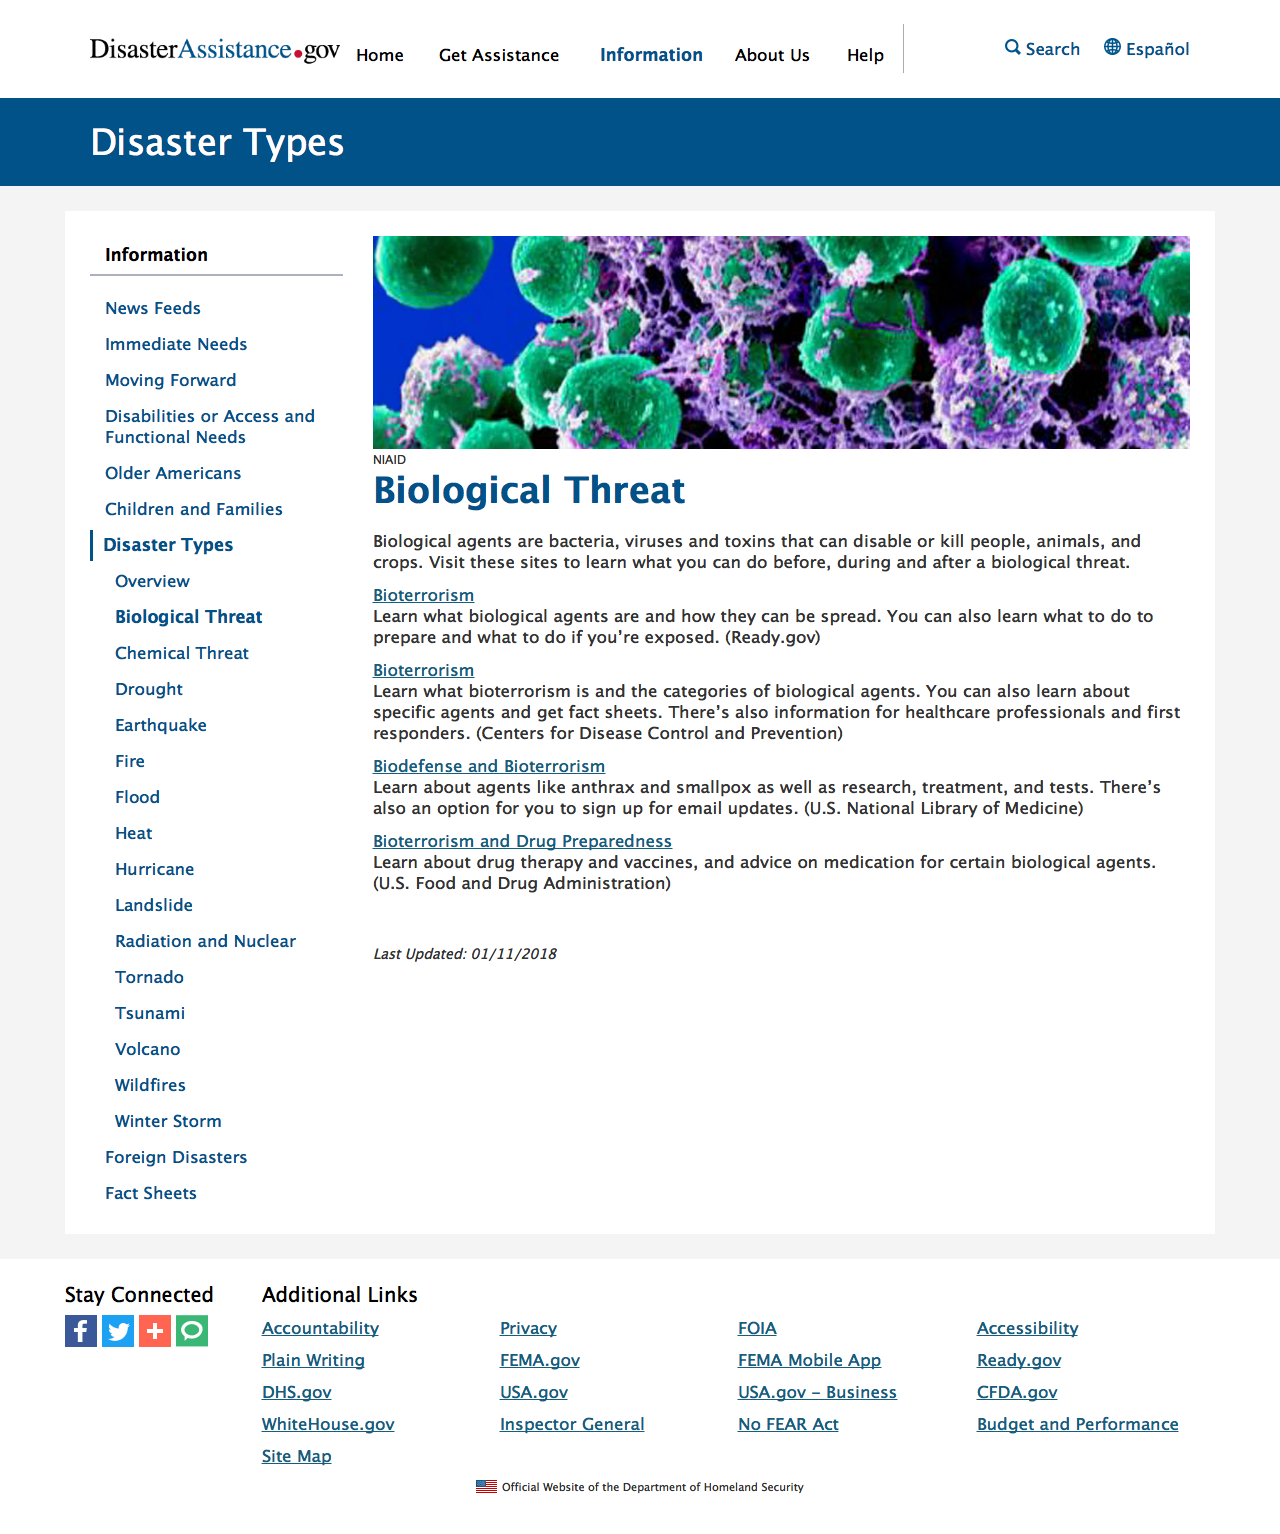 DisasterAssistance.gov
Home
Get Assistance
Information
About Us
Help
Search
Español
Disaster Types
Information
News Feeds
Immediate Needs
Moving Forward
Disabilities or Access and
Functional Needs
Older Americans
Children and Families
Disaster Types
Overview
Biological Threat
Chemical Threat
Drought
Earthquake
Fire
Flood
Heat
Hurricane
Landslide
Radiation and Nuclear
Tornado
Tsunami
Volcano
Wildfires
Winter Storm
Foreign Disasters
Fact Sheets
NIAID
Biological Threat
Biological agents are bacteria, viruses and toxins that can disable or kill people, animals, and
crops. Visit these sites to learn what you can do before, during and after a biological threat.
Bioterrorism
Learn what biological agents are and how they can be spread. You can also learn what to do to
prepare and what to do if you’re exposed. (Ready.gov)
Bioterrorism
Learn what bioterrorism is and the categories of biological agents. You can also learn about
specific agents and get fact sheets. There’s also information for healthcare professionals and first
responders. (Centers for Disease Control and Prevention)
Biodefense and Bioterrorism
Learn about agents like anthrax and smallpox as well as research, treatment, and tests. There’s
also an option for you to sign up for email updates. (U.S. National Library of Medicine)
Bioterrorism and Drug Preparedness
Learn about drug therapy and vaccines, and advice on medication for certain biological agents.
(U.S. Food and Drug Administration)
Last Updated: 01/11/2018
Stay Connected
Additional Links
Accountability
Privacy
FOIA
Accessibility
Plain Writing
FEMA.gov
FEMA Mobile App
Ready.gov
DHS.gov
USA.gov
USA.gov – Business
CFDA.gov
WhiteHouse.gov
Inspector General
No FEAR Act
Budget and Performance
Site Map
Official Website of the Department of Homeland Security